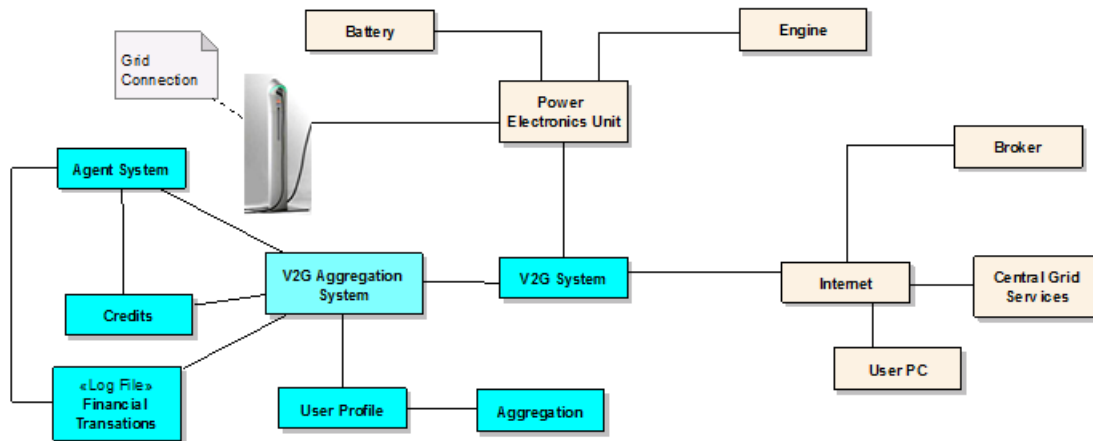 Battery
Engine
Grid
Connection
Power
Electronics Unit
Broker
Agent System
V2G Aggregation
System
V2G System
Internet
Central Grid
Services
Credits
User PC
«Log File»
Financial
Transations
User Profile
Aggregation